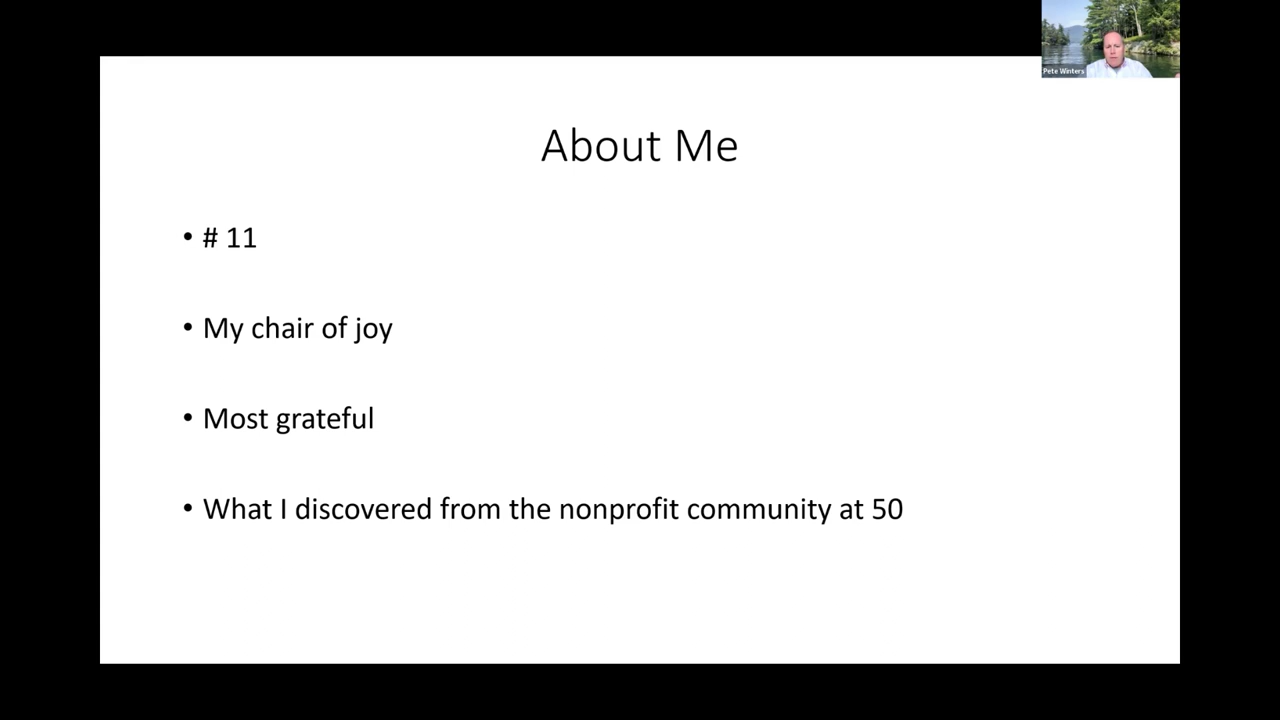 Pete Winters
About Me
• # 11
• My chair of joy
• Most grateful
• What I discovered from the nonprofit community at 50